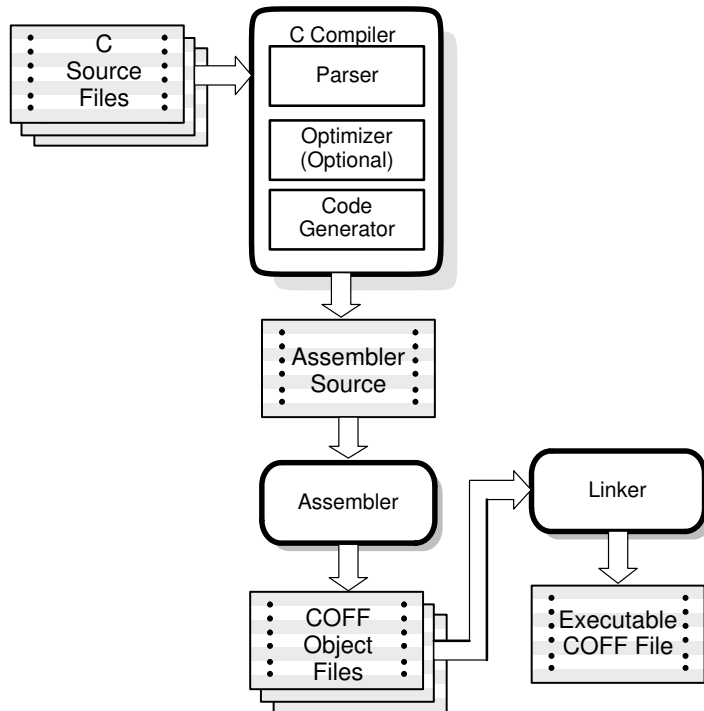 C
Source
Files
C Compiler
Parser
Optimizer
(Optional)
Code
Generator
Assembler
Source
Assembler
Linker
COFF
Object
Files
Executable
COFF File